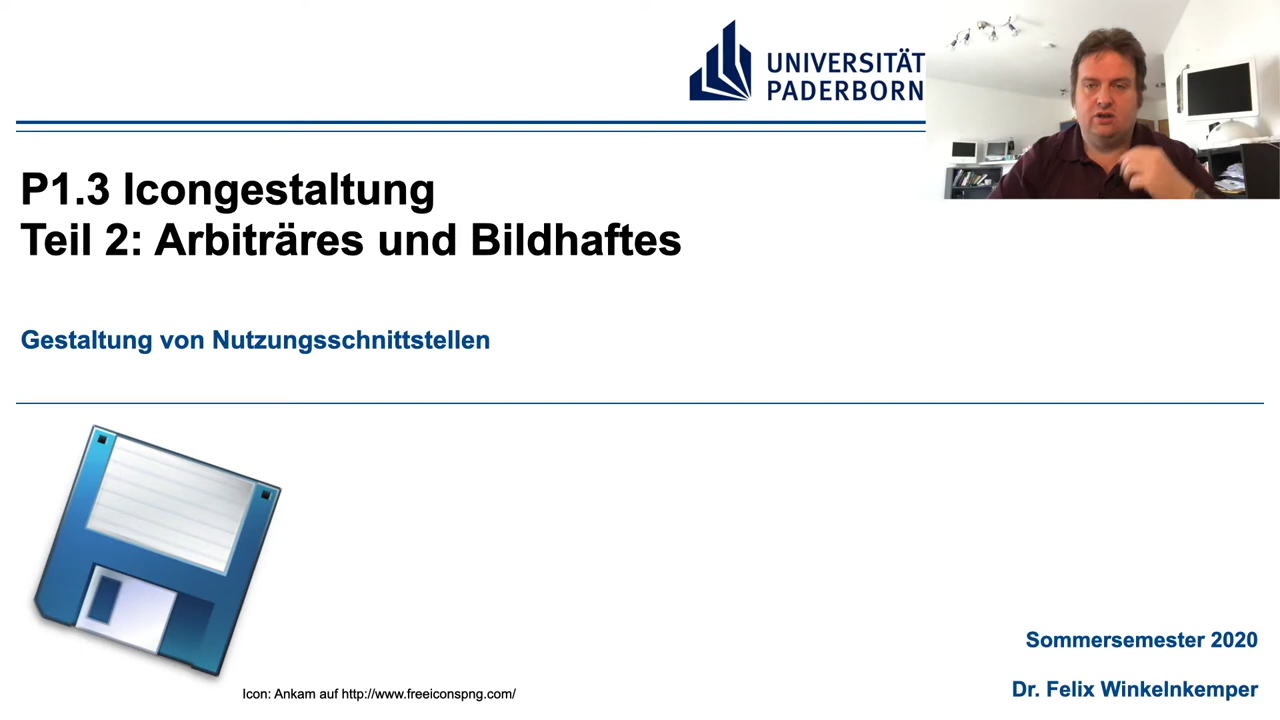 UNIVERSITÄT
PADERBORN
P1.3 Icongestaltung
Teil 2: Arbiträres und Bildhaftes
Gestaltung von Nutzungsschnittstellen
Sommersemester 2020
Dr. Felix Winkelnkemper
Icon: Ankam auf http://www.freeiconspng.com/